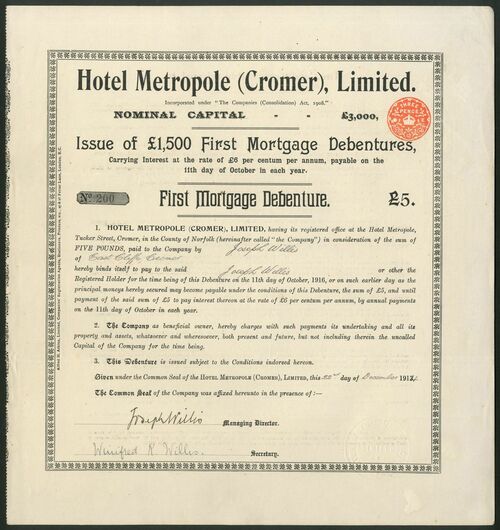 Hotel Metropole (Cromer), Limited.
Incorporated under "The Companies (Consolidation) Act, 1908."
NOMINAL CAPITAL - - £3,000,
THREE
PENCE
Issue of £1,500 First Mortgage Debentures,
Carrying Interest at the rate of £6 per centum per annum, payable on the
11th day of October in each year.
No 260 First Mortgage Debenture. £5.
1. HOTEL METROPOLE (CROMER), LIMITED, having its registered office at the Hotel Metropole,
Tucker Street, Cromer, in the County of Norfolk (hereinafter called "the Company") in consideration of the sum of
FIVE POUNDS, paid to the Company by Joseph Willis
of East Cliffe Cromer
hereby binds itself to pay to the said Joseph Willis or other the
Registered Holder for the time being of this Debenture on the 11th day of October, 1916, or on such earlier day as the
principal hereby secured may become payable under the conditions of this Debenture, the sum of £5, and until
payment of the said sum of £5 to pay interest thereon at the rate of £6 per centum per annum, by annual payments
on the 11th day of October in each year.
2. The Company as beneficial owner, hereby charges with such payments its undertaking and all its
property and assets, whatsoever and wheresoever, both present and future, but not including therein the uncalled
Capital of the Company for the time being.
3. This Debenture is issued subject to the Conditions indorsed hereon.
Given under the Common Seal of the HOTEL METROPOLE (CROMER), LIMITED, this 22nd day of December 191
The Common Seal of the Company was affixed hereunto in the presence of:—
Joseph Willis
Managing Director.
Winifred R Willis.
Secretary.